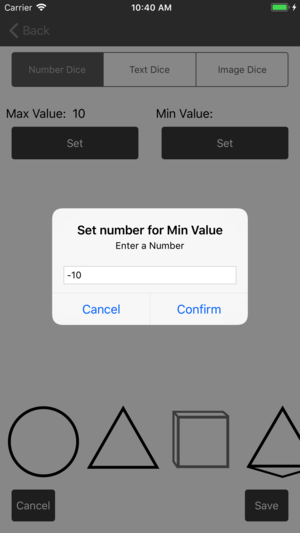 Carrier 10:40 AM
Back
Number Dice Text Dice Image Dice
Max Value: 10 Min Value:
Set Set
Set number for Min Value
Enter a Number
-10
Cancel Confirm
Cancel Save